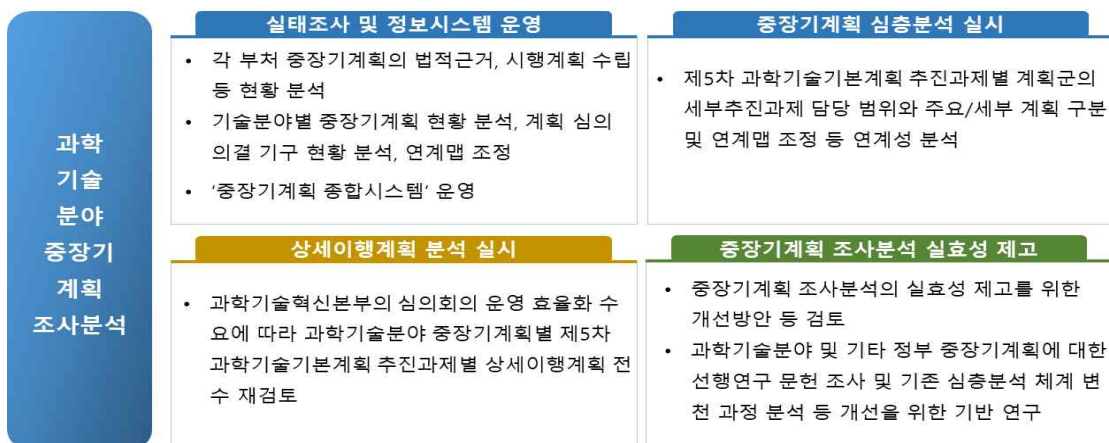 과학
기술
분야
중장기
계획
조사분석
실태조사 및 정보시스템 운영
• 각 부처 중장기계획의 법적근거, 시행계획 수립
등 현황 분석
• 기술분야별 중장기계획 현황 분석, 계획 심의
의결 기구 현황 분석, 연계맵 조정
• ‘중장기계획 종합시스템‘ 운영
중장기계획 심층분석 실시
• 제5차 과학기술기본계획 추진과제별 계획군의
세부추진과제 담당 범위와 주요/세부 계획 구분
및 연계맵 조정 등 연계성 분석
상세이행계획 분석 실시
• 과학기술혁신본부의 심의회의 운영 효율화 수
요에 따라 과학기술분야 중장기계획별 제5차
과학기술기본계획 추진과제별 상세이행계획 전
수 재검토
중장기계획 조사분석 실효성 제고
• 중장기계획 조사분석의 실효성 제고를 위한
개선방안 등 검토
• 과학기술분야 및 기타 정부 중장기계획에 대한
선행연구 문헌 조사 및 기존 심층분석 체계 변
천 과정 분석 등 개선을 위한 기반 연구